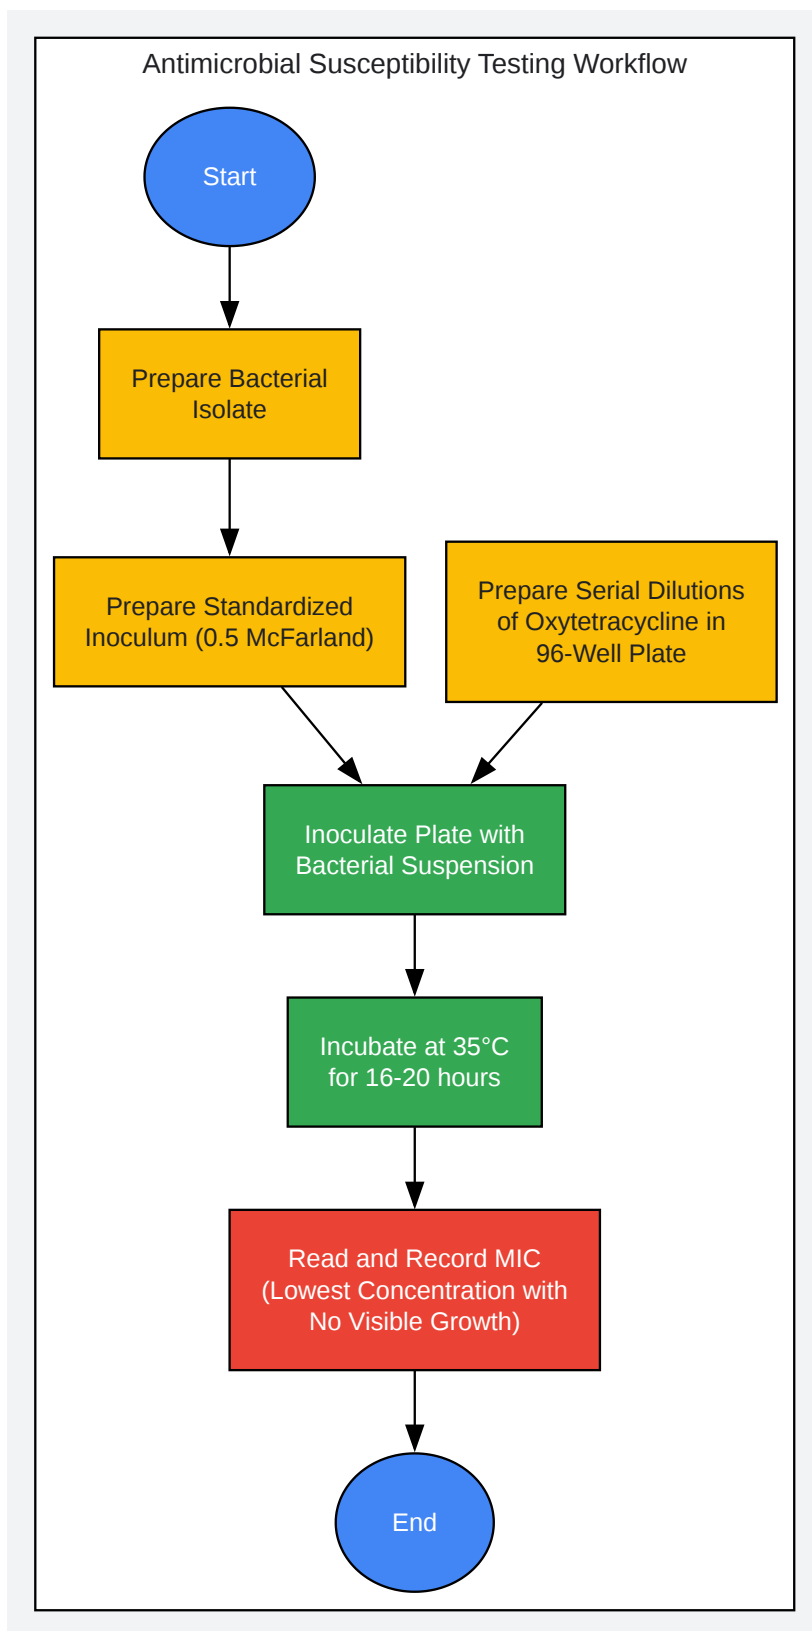 Antimicrobial Susceptibility Testing Workflow
Start
Prepare Bacterial
Isolate
Prepare Standardized
Inoculum (0.5 McFarland)
Prepare Serial Dilutions
of Oxytetracycline in
96-Well Plate
Inoculate Plate with
Bacterial Suspension
Incubate at 35°C
for 16-20 hours
Read and Record MIC
(Lowest Concentration with
No Visible Growth)
End